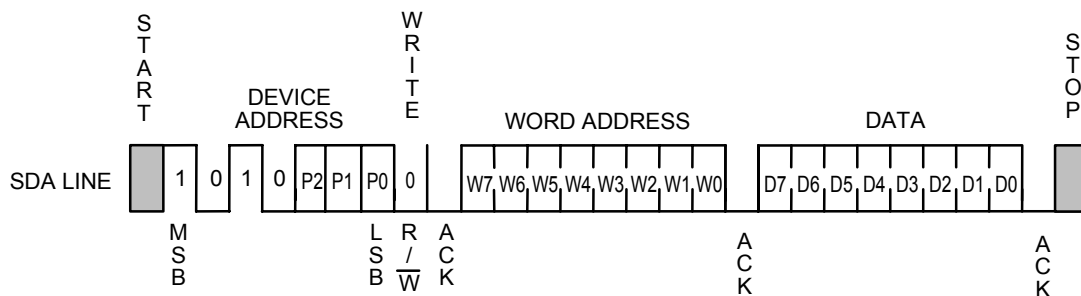 START
WRITE
STOP
DEVICE
ADDRESS
WORD ADDRESS
DATA
SDA LINE
1 0 1 0 P2 P1 P0 0 W7 W6 W5 W4 W3 W2 W1 W0 D7 D6 D5 D4 D3 D2 D1 D0
MSB
LSB
R/W̅
ACK
ACK
ACK